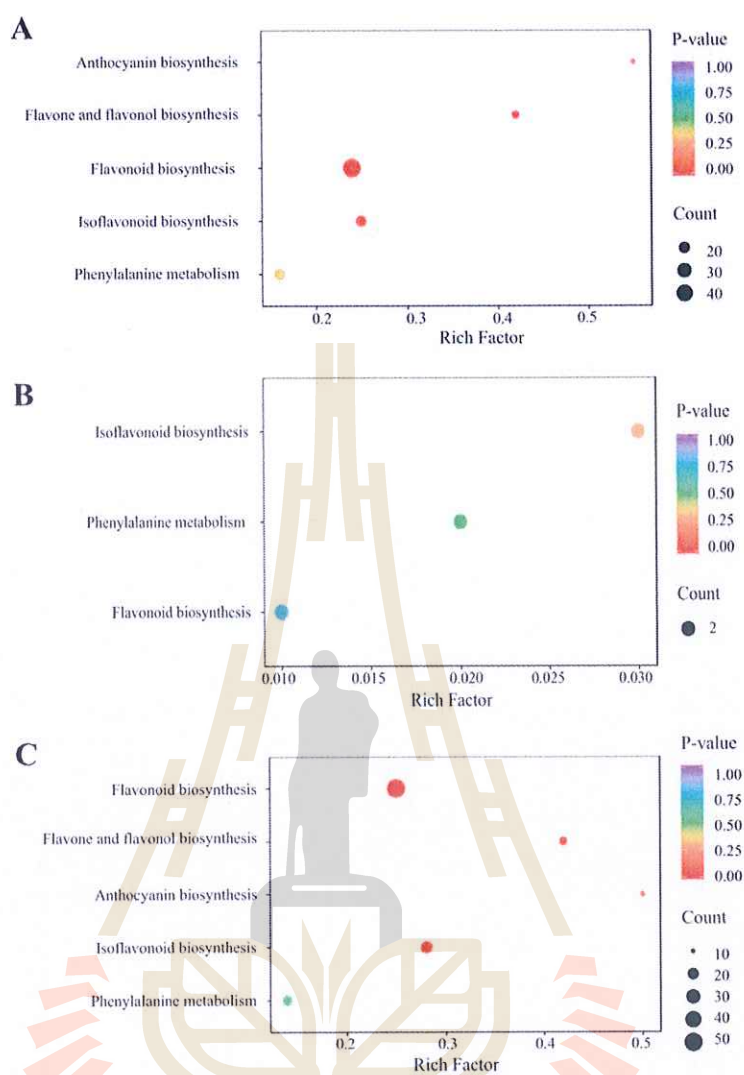 A
Anthocyanin biosynthesis
Flavone and flavonol biosynthesis
Flavonoid biosynthesis
Isoflavonoid biosynthesis
Phenylalanine metabolism
0.2 0.3 0.4 0.5
Rich Factor
P-value
1.00
0.75
0.50
0.25
0.00
Count
20
30
40
B
Isoflavonoid biosynthesis
Phenylalanine metabolism
Flavonoid biosynthesis
0.010 0.015 0.020 0.025 0.030
Rich Factor
P-value
1.00
0.75
0.50
0.25
0.00
Count
2
C
Flavonoid biosynthesis
Flavone and flavonol biosynthesis
Anthocyanin biosynthesis
Isoflavonoid biosynthesis
Phenylalanine metabolism
0.2 0.3 0.4 0.5
Rich Factor
P-value
1.00
0.75
0.50
0.25
0.00
Count
10
20
30
40
50